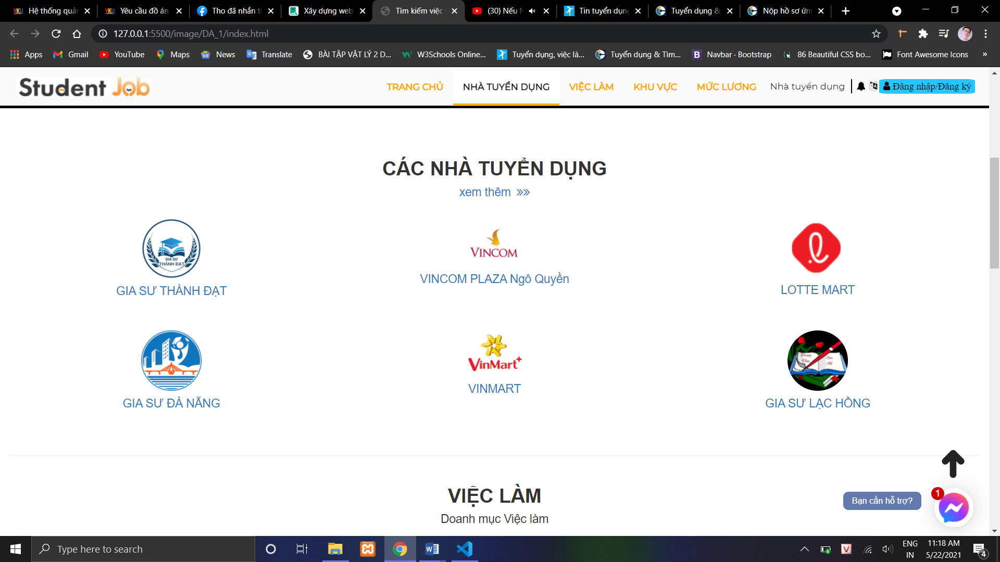 Hệ thống quản
Yêu cầu đồ án
Tho đã nhắn ti
Xây dựng web
Tìm kiếm việc
(30) Nếu N
Tin tuyển dụng
Tuyển dụng &
Nộp hồ sơ ứng
127.0.0.1:5500/image/DA_1/index.html
Apps
Gmail
YouTube
Maps
News
Translate
BÀI TẬP VẬT LÝ 2 D...
W3Schools Online...
Tuyển dụng, việc là...
Tuyển dụng & Tìm...
Navbar · Bootstrap
86 Beautiful CSS bo...
Font Awesome Icons
»
Student Job
TRANG CHỦ
NHÀ TUYỂN DỤNG
VIỆC LÀM
KHU VỰC
MỨC LƯƠNG
Nhà tuyển dụng
Đăng nhập/Đăng ký
CÁC NHÀ TUYỂN DỤNG
xem thêm »
GIA SƯ
THÀNH ĐẠT
GIA SƯ THÀNH ĐẠT
VINCOM
VINCOM PLAZA Ngô Quyền
LOTTE MART
GIA SƯ ĐÀ NẴNG
VinMart+
VINMART
GIA SƯ LẠC HỒNG
VIỆC LÀM
Doanh mục Việc làm
Bạn cần hỗ trợ?
1
Type here to search
ENG
IN
11:18 AM
5/22/2021
4